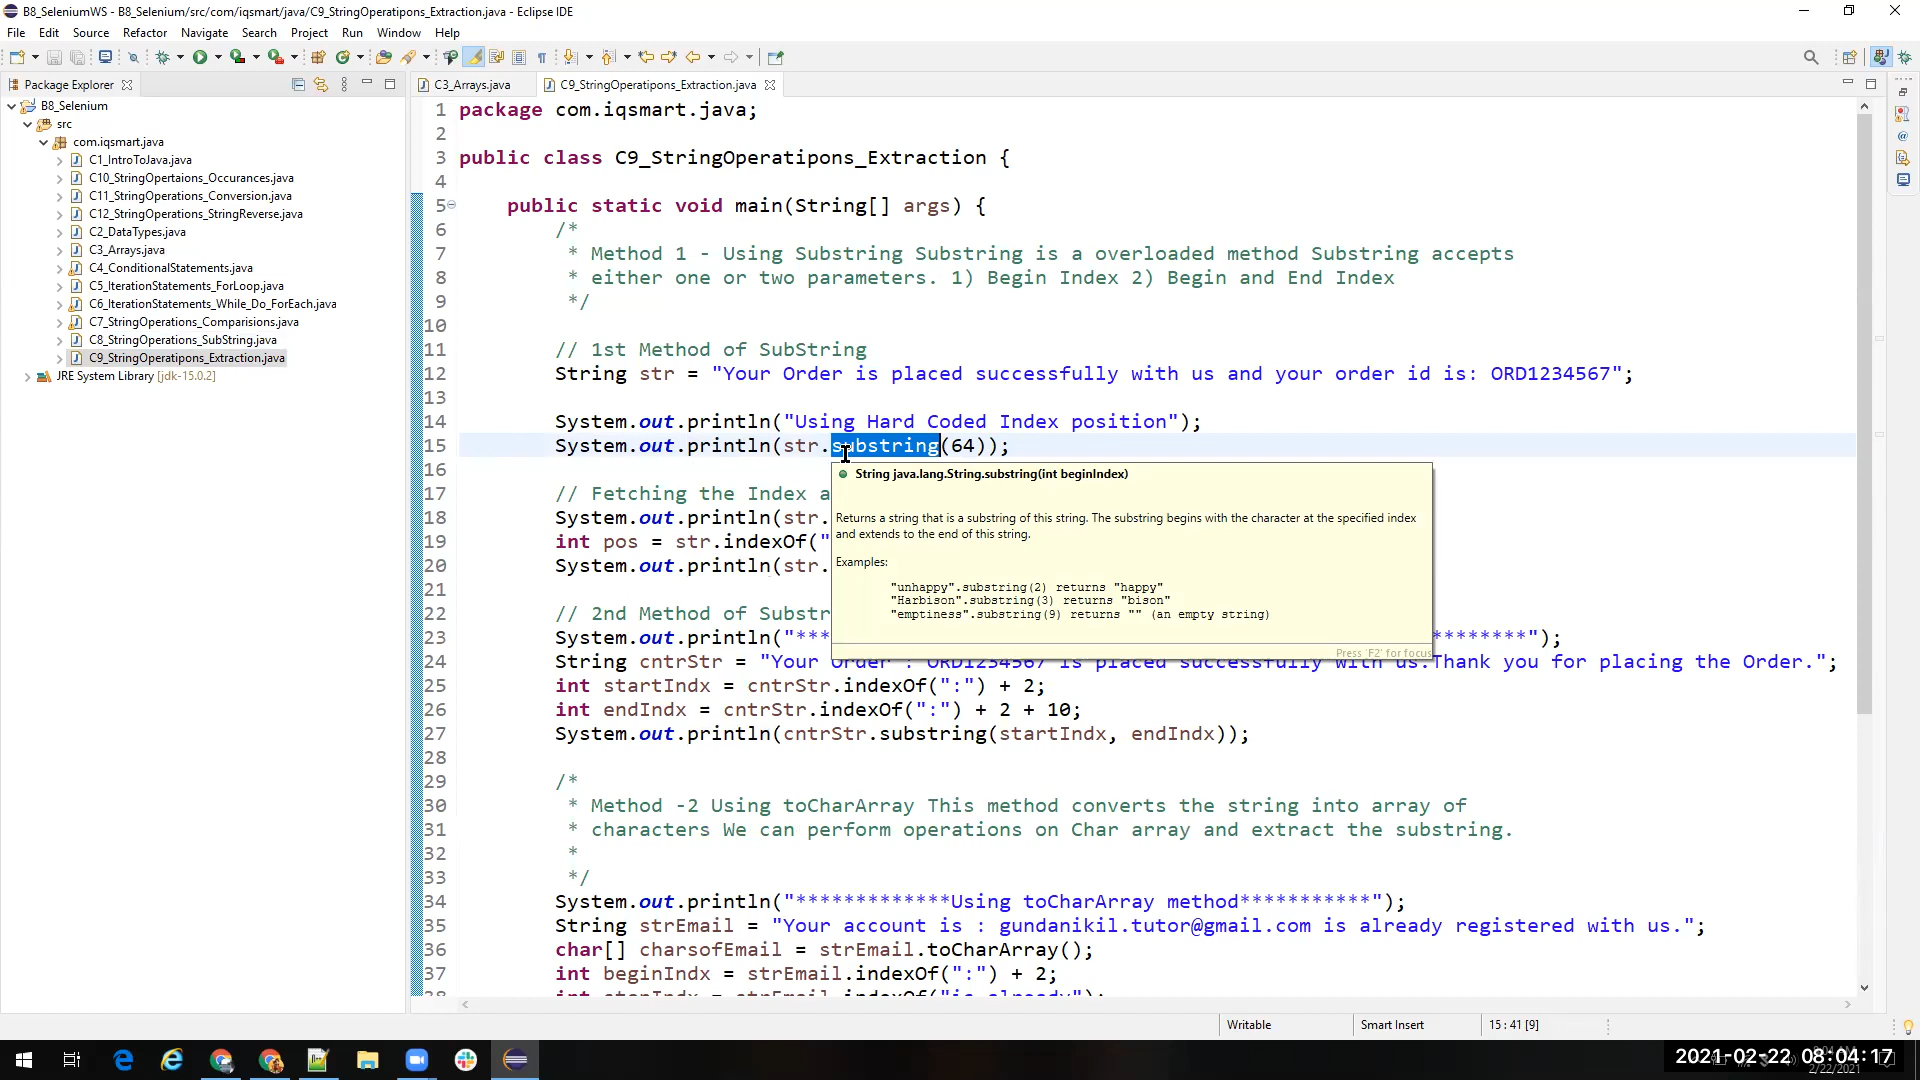 B8_SeleniumWS - B8_Selenium/src/com/iqsmart/java/C9_StringOperatipons_Extraction.java - Eclipse IDE
File Edit Source Refactor Navigate Search Project Run Window Help
Package Explorer
C3_Arrays.java
C9_StringOperatipons_Extraction.java
B8_Selenium
src
com.iqsmart.java
C1_IntroToJava.java
C10_StringOpertaions_Occurances.java
C11_StringOperations_Conversion.java
C12_StringOperations_StringReverse.java
C2_DataTypes.java
C3_Arrays.java
C4_ConditionalStatements.java
C5_IterationStatements_ForLoop.java
C6_IterationStatements_While_Do_ForEach.java
C7_StringOperations_Comparisions.java
C8_StringOperations_SubString.java
C9_StringOperatipons_Extraction.java
JRE System Library [jdk-15.0.2]
1 package com.iqsmart.java;
2
3 public class C9_StringOperatipons_Extraction {
4
5 public static void main(String[] args) {
6 /*
7 * Method 1 - Using Substring Substring is a overloaded method Substring accepts
8 * either one or two parameters. 1) Begin Index 2) Begin and End Index
9 */
10
11 // 1st Method of SubString
12 String str = "Your Order is placed successfully with us and your order id is: ORD1234567";
13
14 System.out.println("Using Hard Coded Index position");
15 System.out.println(str.substring(64));
16
17 // Fetching the Index a
18 System.out.println(str.
19 int pos = str.indexOf("
20 System.out.println(str.
21
22 // 2nd Method of Substr
23 System.out.println("*** ********");
24 String cntrStr = "Your Order : ORD1234567 is placed successfully with us.Thank you for placing the Order.";
25 int startIndx = cntrStr.indexOf(":") + 2;
26 int endIndx = cntrStr.indexOf(":") + 2 + 10;
27 System.out.println(cntrStr.substring(startIndx, endIndx));
28
29 /*
30 * Method -2 Using toCharArray This method converts the string into array of
31 * characters We can perform operations on Char array and extract the substring.
32 *
33 */
34 System.out.println("*************Using toCharArray method***********");
35 String strEmail = "Your account is : gundanikil.tutor@gmail.com is already registered with us.";
36 char[] charsofEmail = strEmail.toCharArray();
37 int beginIndx = strEmail.indexOf(":") + 2;
String java.lang.String.substring(int beginIndex)
Returns a string that is a substring of this string. The substring begins with the character at the specified index
and extends to the end of this string.
Examples:
"unhappy".substring(2) returns "happy"
"Harbison".substring(3) returns "bison"
"emptiness".substring(9) returns "" (an empty string)
Press 'F2' for focus
Writable Smart Insert 15 : 41 [9]
2021-02-22 08:04:17
2/22/2021